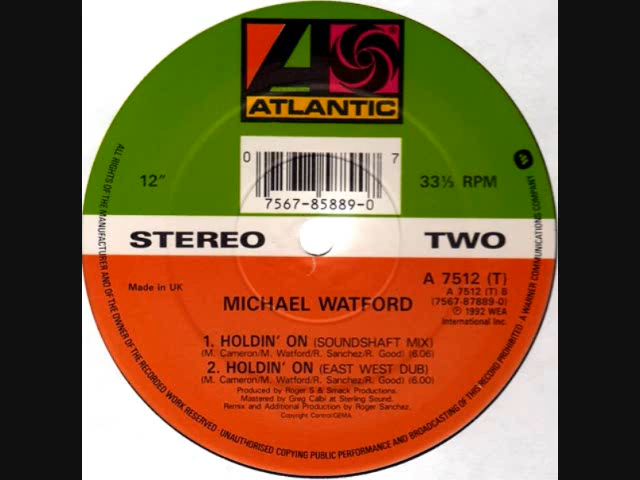 ATLANTIC
0 7
12"
7567-85889-0
33⅓ RPM
STEREO
TWO
Made in UK
A 7512 (T)
A 7512 (T) B
(7567-87889-0)
℗ 1992 WEA
International Inc.
MICHAEL WATFORD
1. HOLDIN' ON (SOUNDSHAFT MIX)
(M. Cameron/M. Watford/R. Sanchez/R. Good) (6.06)
2. HOLDIN' ON (EAST WEST DUB)
(M. Cameron/M. Watford/R. Sanchez/R. Good) (6.00)
Produced by Roger S & Smack Productions.
Mastered by Greg Calbi at Sterling Sound.
Remix and Additional Production by Roger Sanchez.
Copyright Control/GEMA.
ALL RIGHTS OF THE MANUFACTURER AND OF THE OWNER OF THE RECORDED WORK RESERVED · UNAUTHORISED COPYING PUBLIC PERFORMANCE AND BROADCASTING OF THIS RECORD PROHIBITED · A WARNER COMMUNICATIONS COMPANY